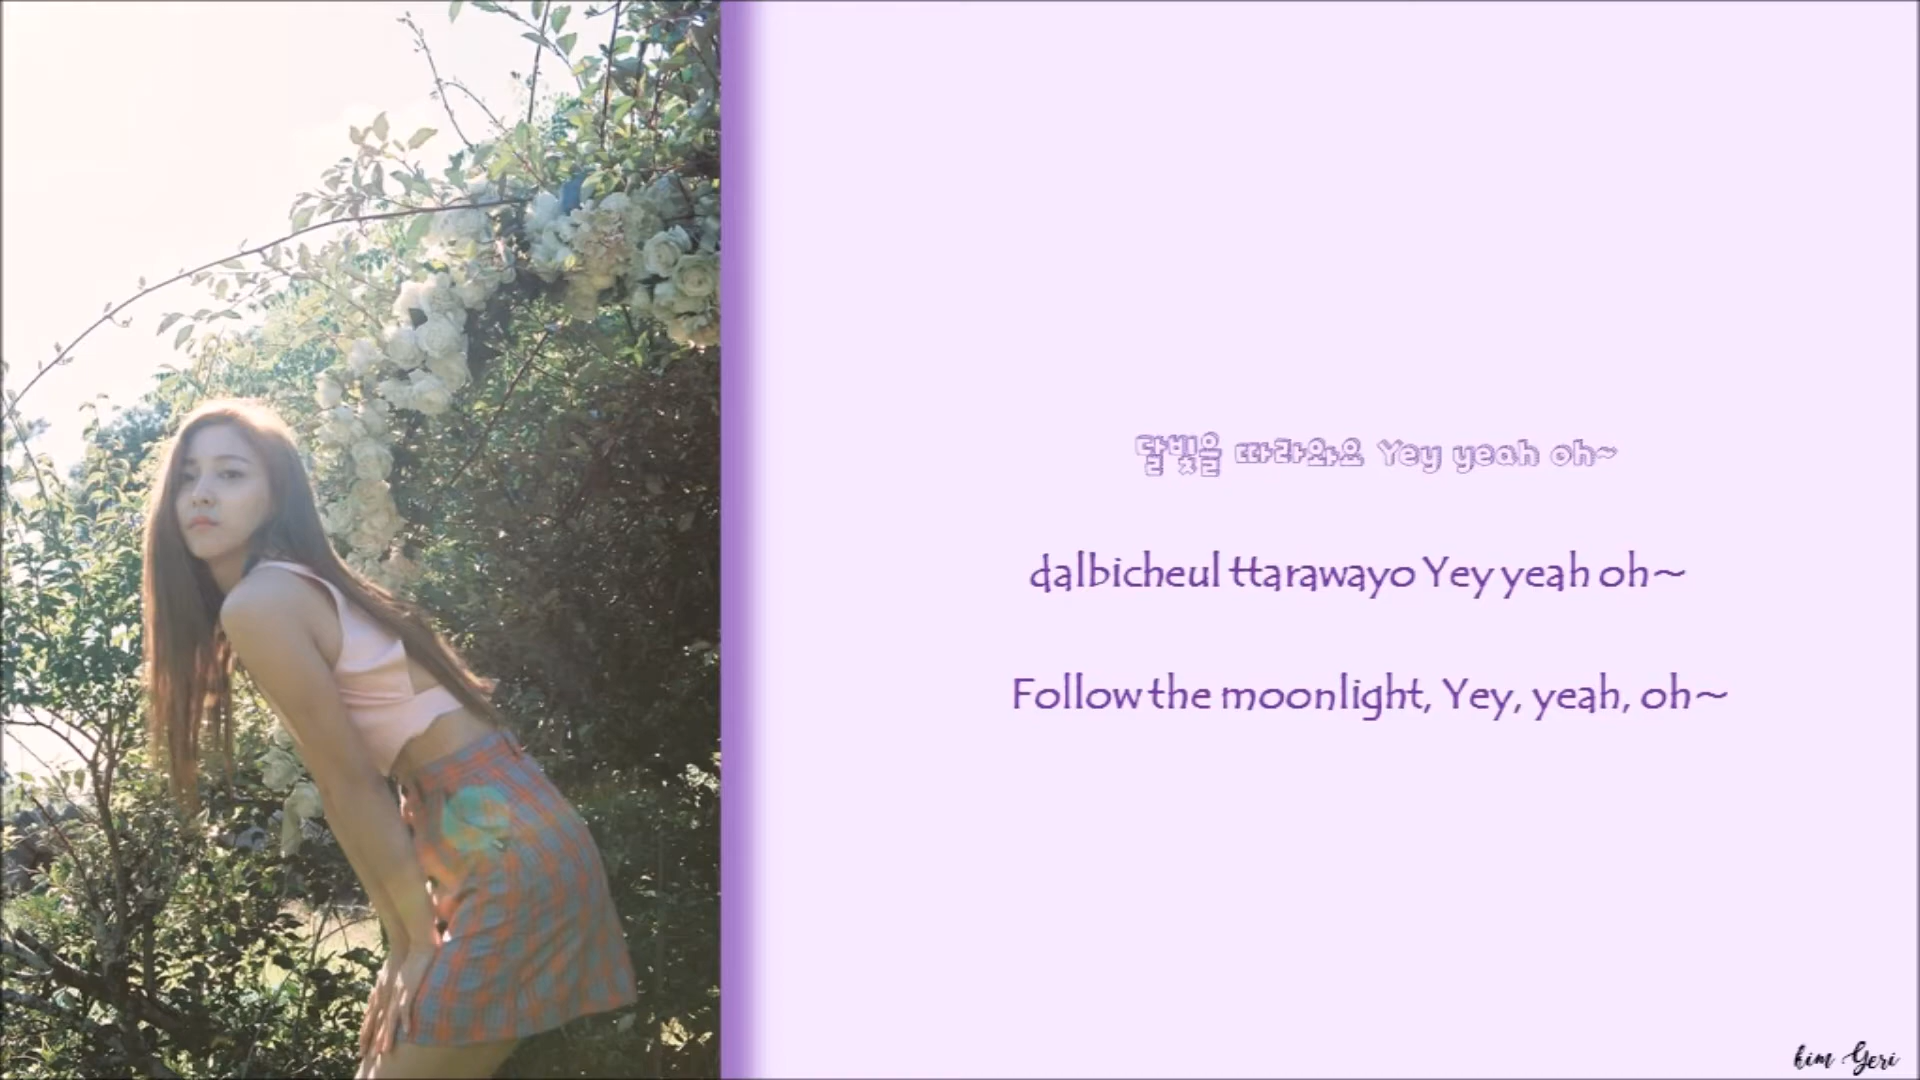 달빛을 따라와요 Yey yeah oh~
dalbicheul ttarawayo Yey yeah oh~
Follow the moonlight, Yey, yeah, oh~
kim Yeri